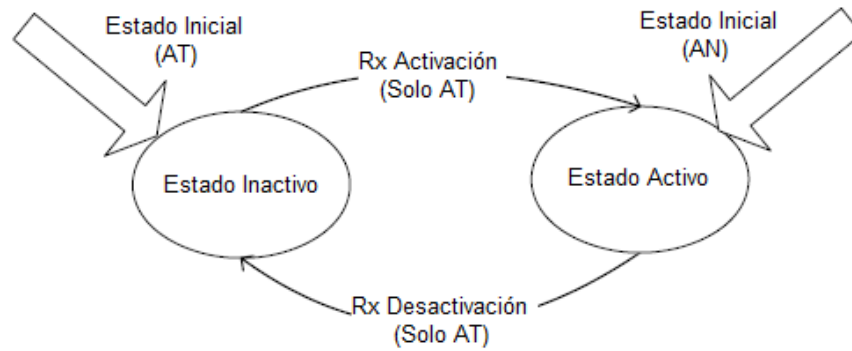 Estado Inicial
(AT)
Estado Inicial
(AN)
Rx Activación
(Solo AT)
Estado Inactivo
Estado Activo
Rx Desactivación
(Solo AT)